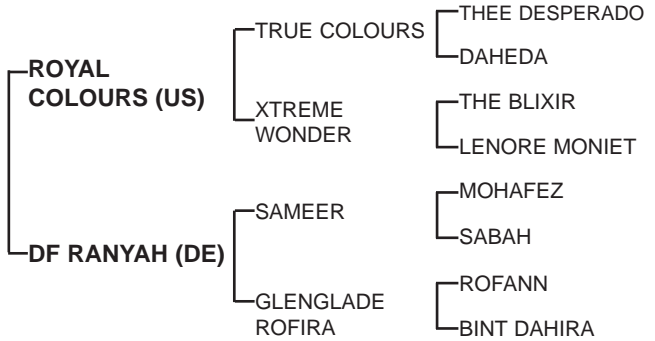 THEE DESPERADO
TRUE COLOURS
DAHEDA
ROYAL
COLOURS (US)
THE BLIXIR
XTREME
WONDER
LENORE MONIET
MOHAFEZ
SAMEER
SABAH
DF RANYAH (DE)
ROFANN
GLENGLADE
ROFIRA
BINT DAHIRA